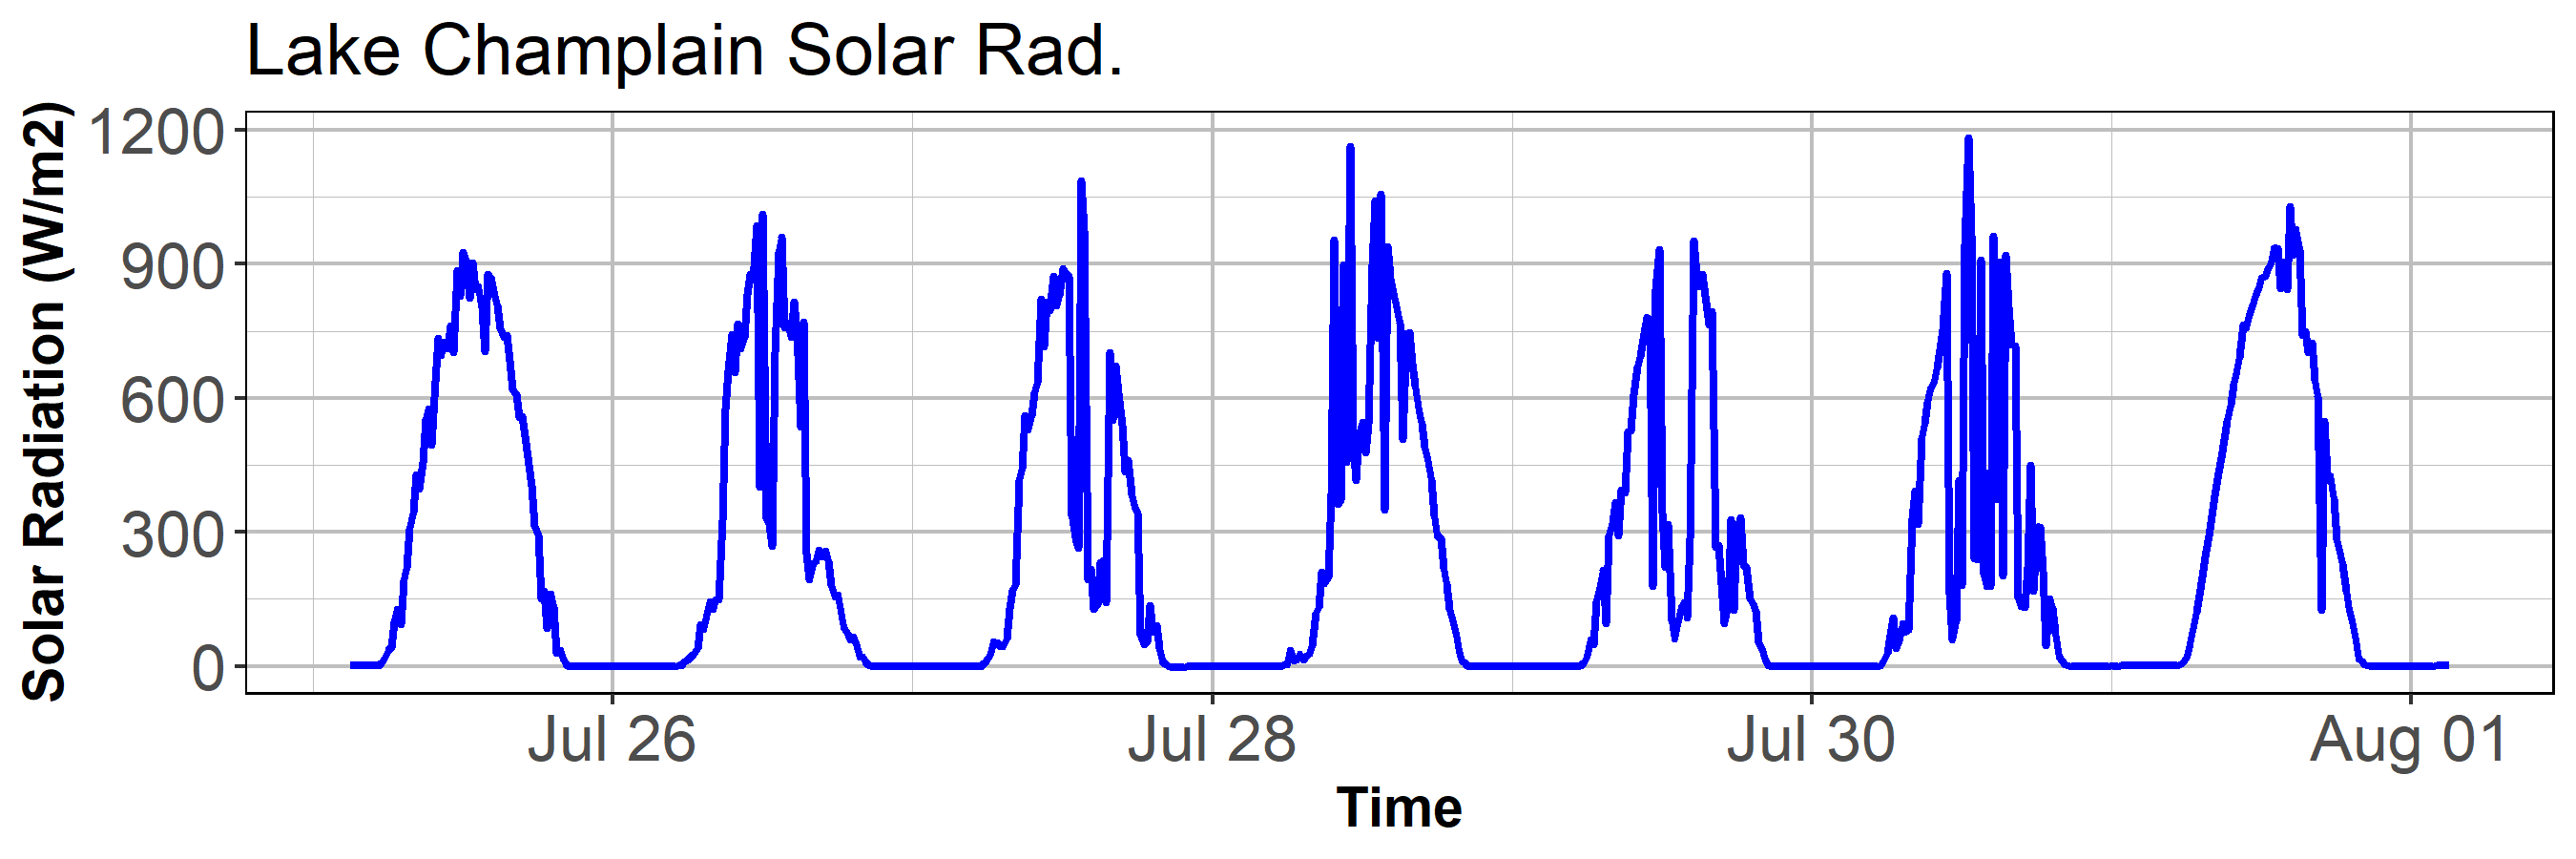 Lake Champlain Solar Rad.
Solar Radiation (W/m2)
1200
900
600
300
0
Jul 26
Jul 28
Jul 30
Aug 01
Time